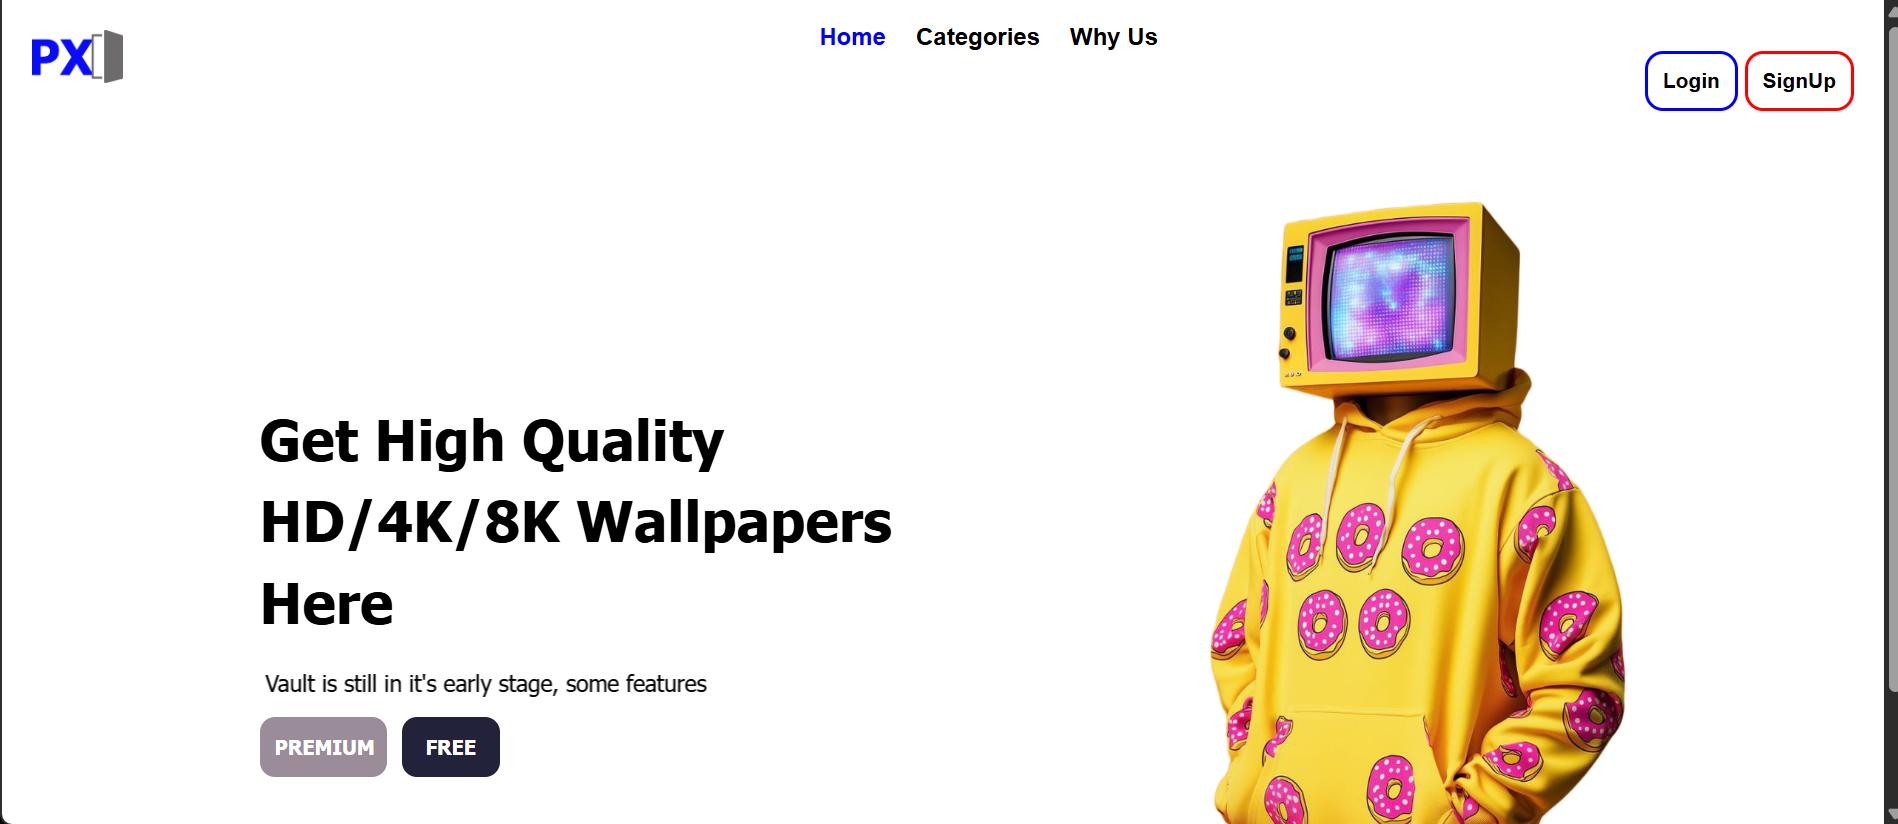 PX
Home Categories Why Us
Login SignUp
Get High Quality
HD/4K/8K Wallpapers
Here
Vault is still in it's early stage, some features
PREMIUM FREE